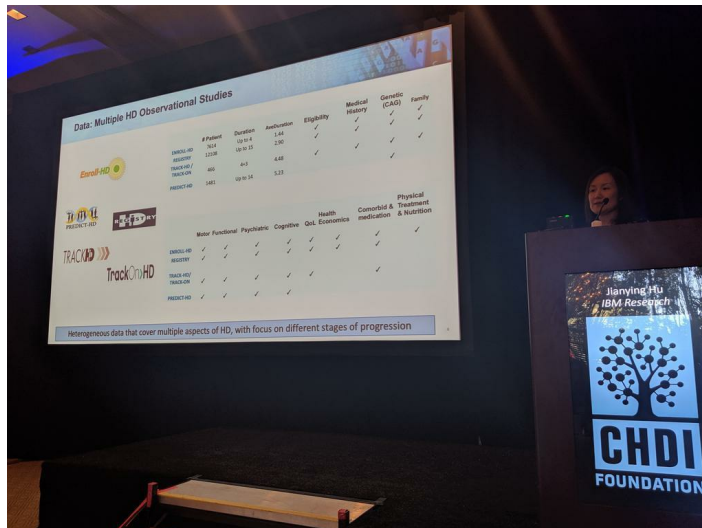 Data: Multiple HD Observational Studies
# Patient Duration AveDuration Eligibility Medical History Genetic (CAG) Family
ENROLL-HD 7614 Up to 4 1.44 ✓ ✓ ✓ ✓
REGISTRY 12108 Up to 13 2.90 ✓ ✓ ✓ ✓
TRACK-HD / TRACK-ON 466 4+3 4.48 ✓ ✓ ✓
PREDICT-HD 1481 Up to 14 5.23 ✓
Enroll-HD
PREDICT-HD
REGISTRY
TRACK HD
TrackOn>HD
Motor Functional Psychiatric Cognitive QoL Health Economics Comorbid & medication Physical Treatment & Nutrition
ENROLL-HD ✓ ✓ ✓ ✓ ✓ ✓ ✓ ✓
REGISTRY ✓ ✓ ✓ ✓ ✓ ✓ ✓
TRACK-HD/ TRACK-ON ✓ ✓ ✓ ✓ ✓ ✓
PREDICT-HD ✓ ✓ ✓ ✓
Heterogeneous data that cover multiple aspects of HD, with focus on different stages of progression
Jianying Hu
IBM Research
CHDI
FOUNDATION